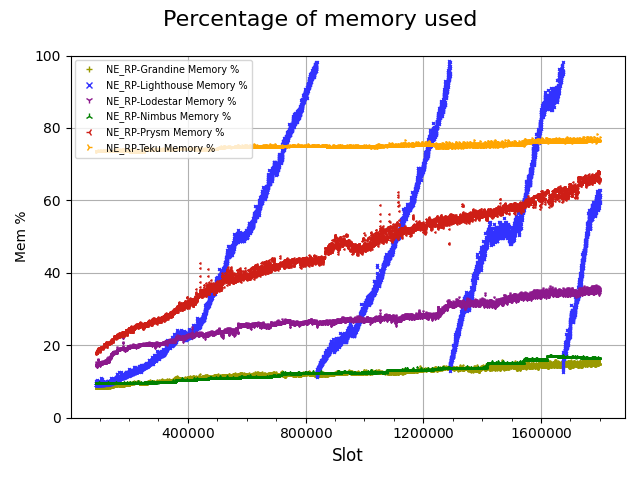 Percentage of memory used
100
80
60
40
20
0
Mem %
NE_RP-Grandine Memory %
NE_RP-Lighthouse Memory %
NE_RP-Lodestar Memory %
NE_RP-Nimbus Memory %
NE_RP-Prysm Memory %
NE_RP-Teku Memory %
400000 800000 1200000 1600000
Slot